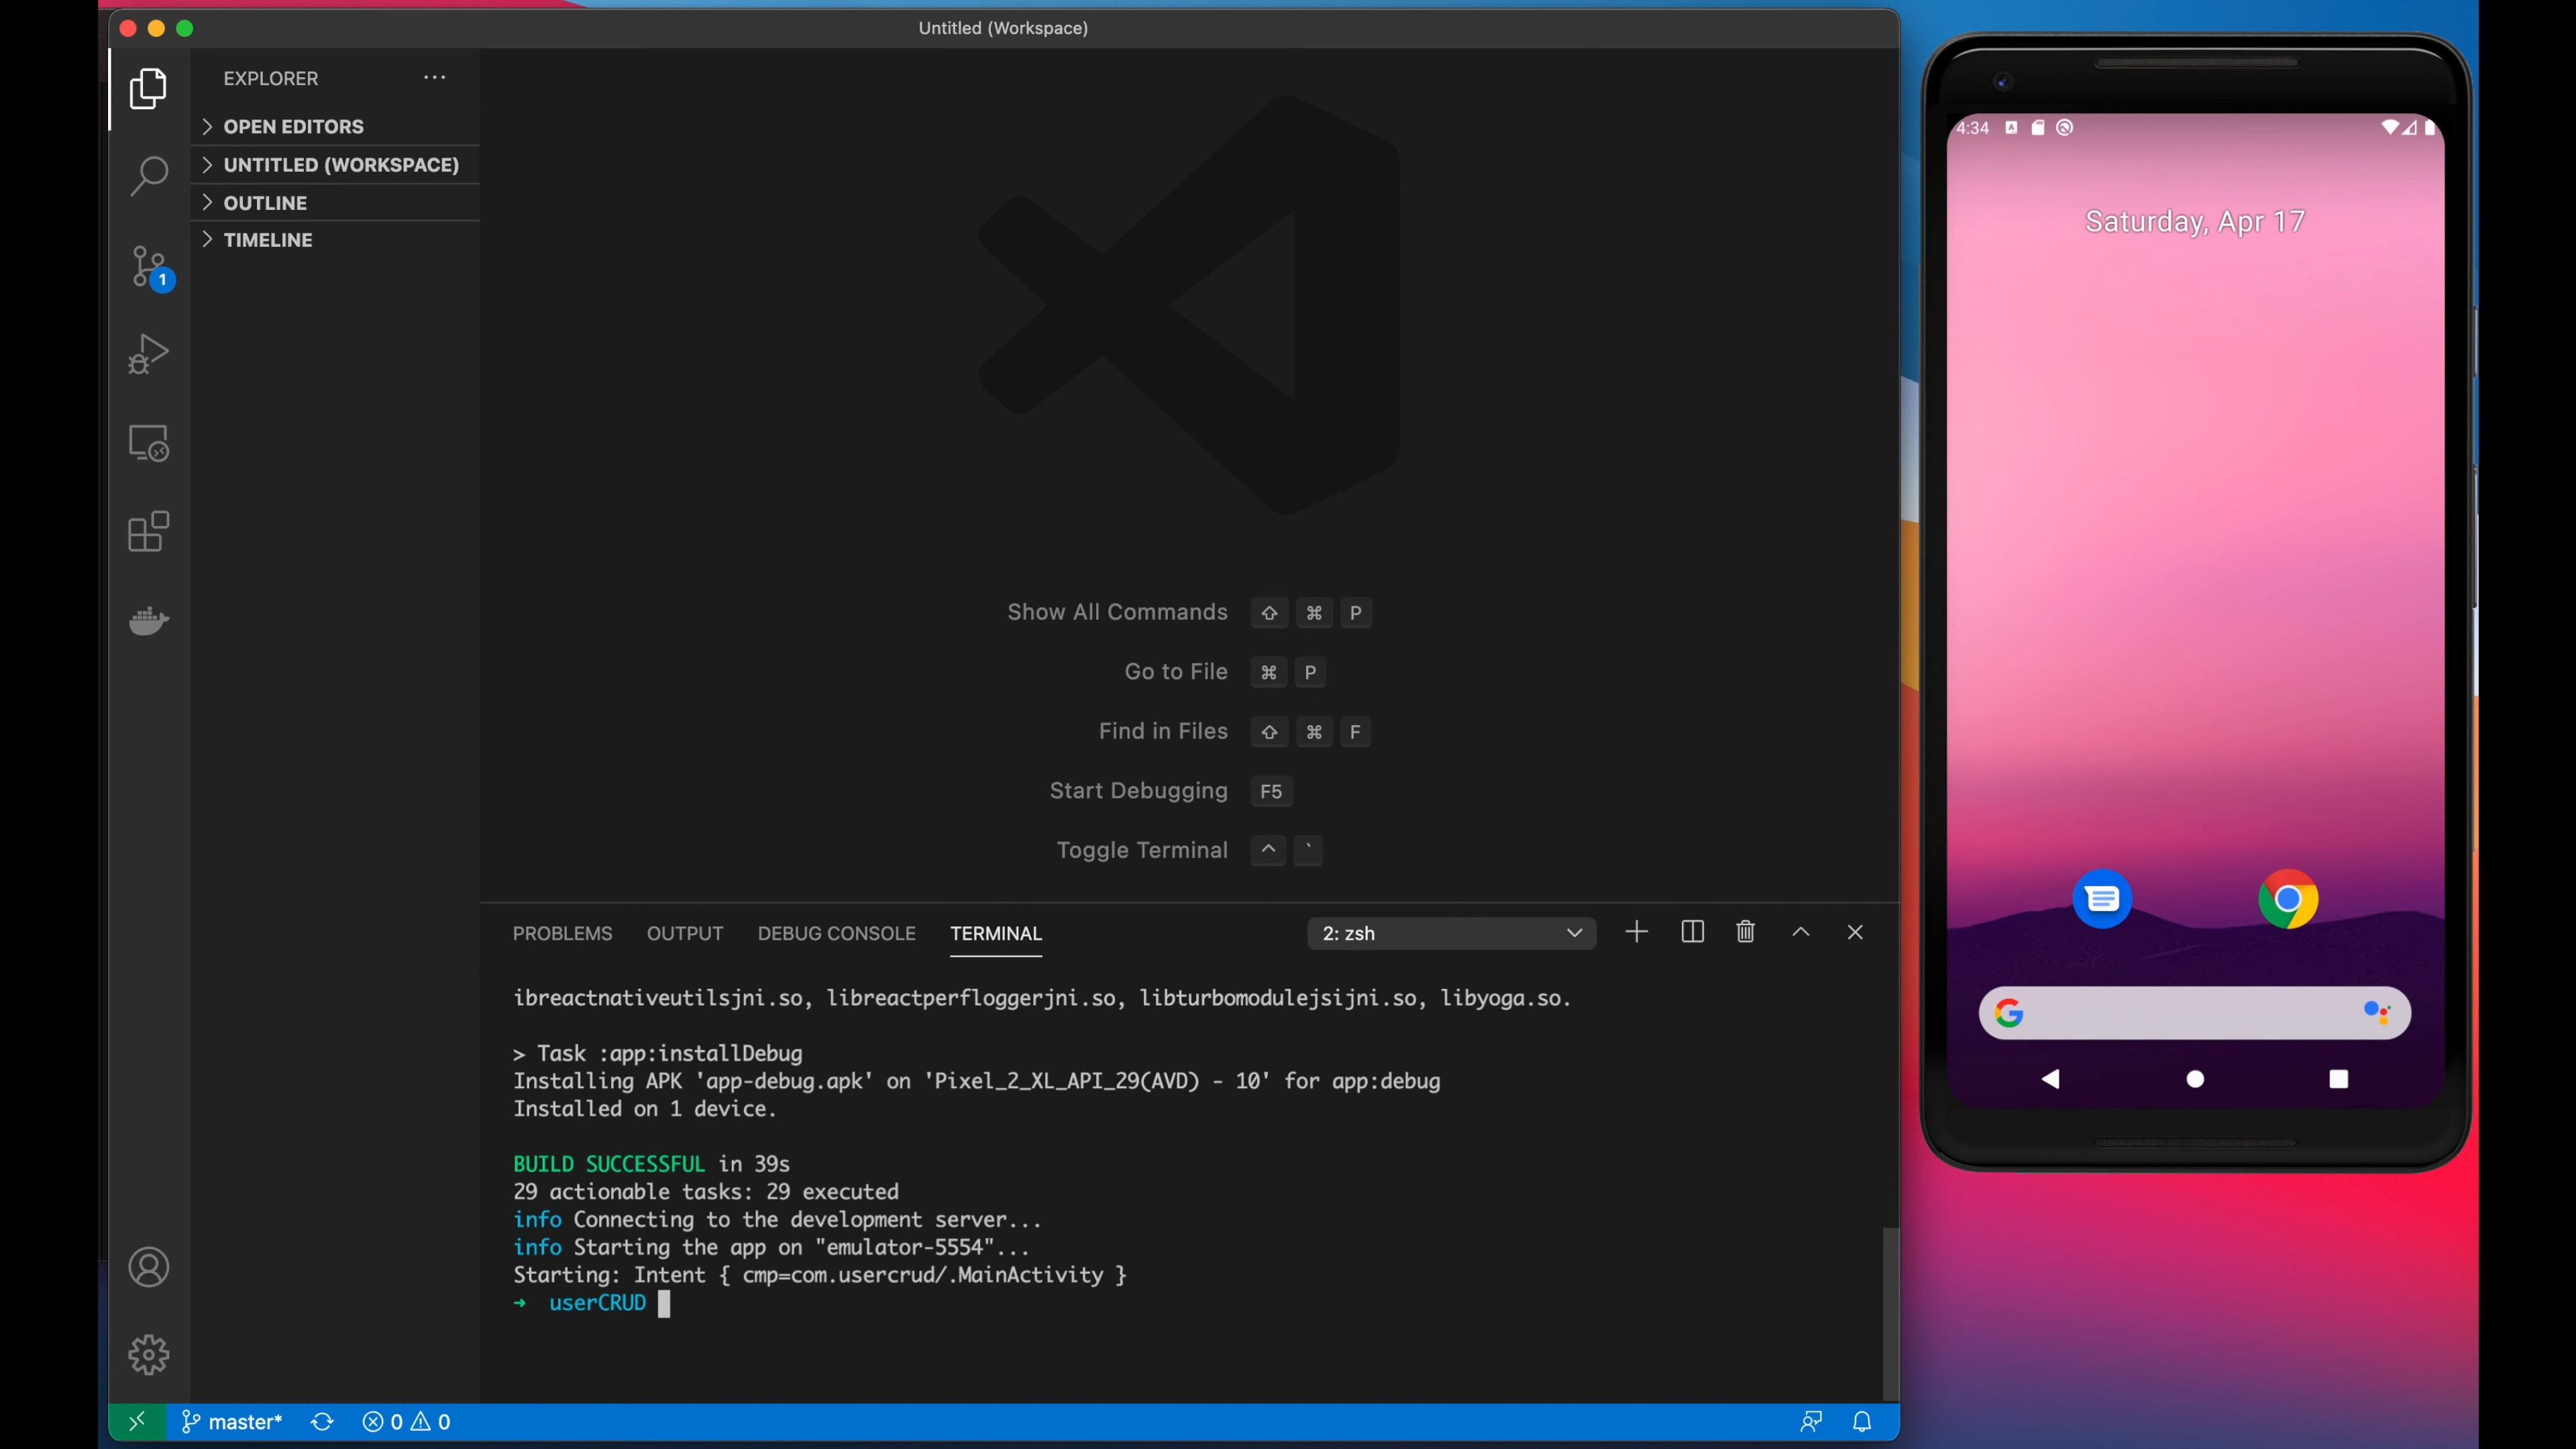 Untitled (Workspace)
EXPLORER
OPEN EDITORS
UNTITLED (WORKSPACE)
OUTLINE
TIMELINE
1
Show All Commands ⇧ ⌘ P
Go to File ⌘ P
Find in Files ⇧ ⌘ F
Start Debugging F5
Toggle Terminal ^ `
PROBLEMS OUTPUT DEBUG CONSOLE TERMINAL 2: zsh
ibreactnativeutilsjni.so, libreactperfloggerjni.so, libturbomodulejsijni.so, libyoga.so.
> Task :app:installDebug
Installing APK 'app-debug.apk' on 'Pixel_2_XL_API_29(AVD) - 10' for app:debug
Installed on 1 device.
BUILD SUCCESSFUL in 39s
29 actionable tasks: 29 executed
info Connecting to the development server...
info Starting the app on "emulator-5554"...
Starting: Intent { cmp=com.usercrud/.MainActivity }
→ userCRUD
master* 0 0
4:34
Saturday, Apr 17
G